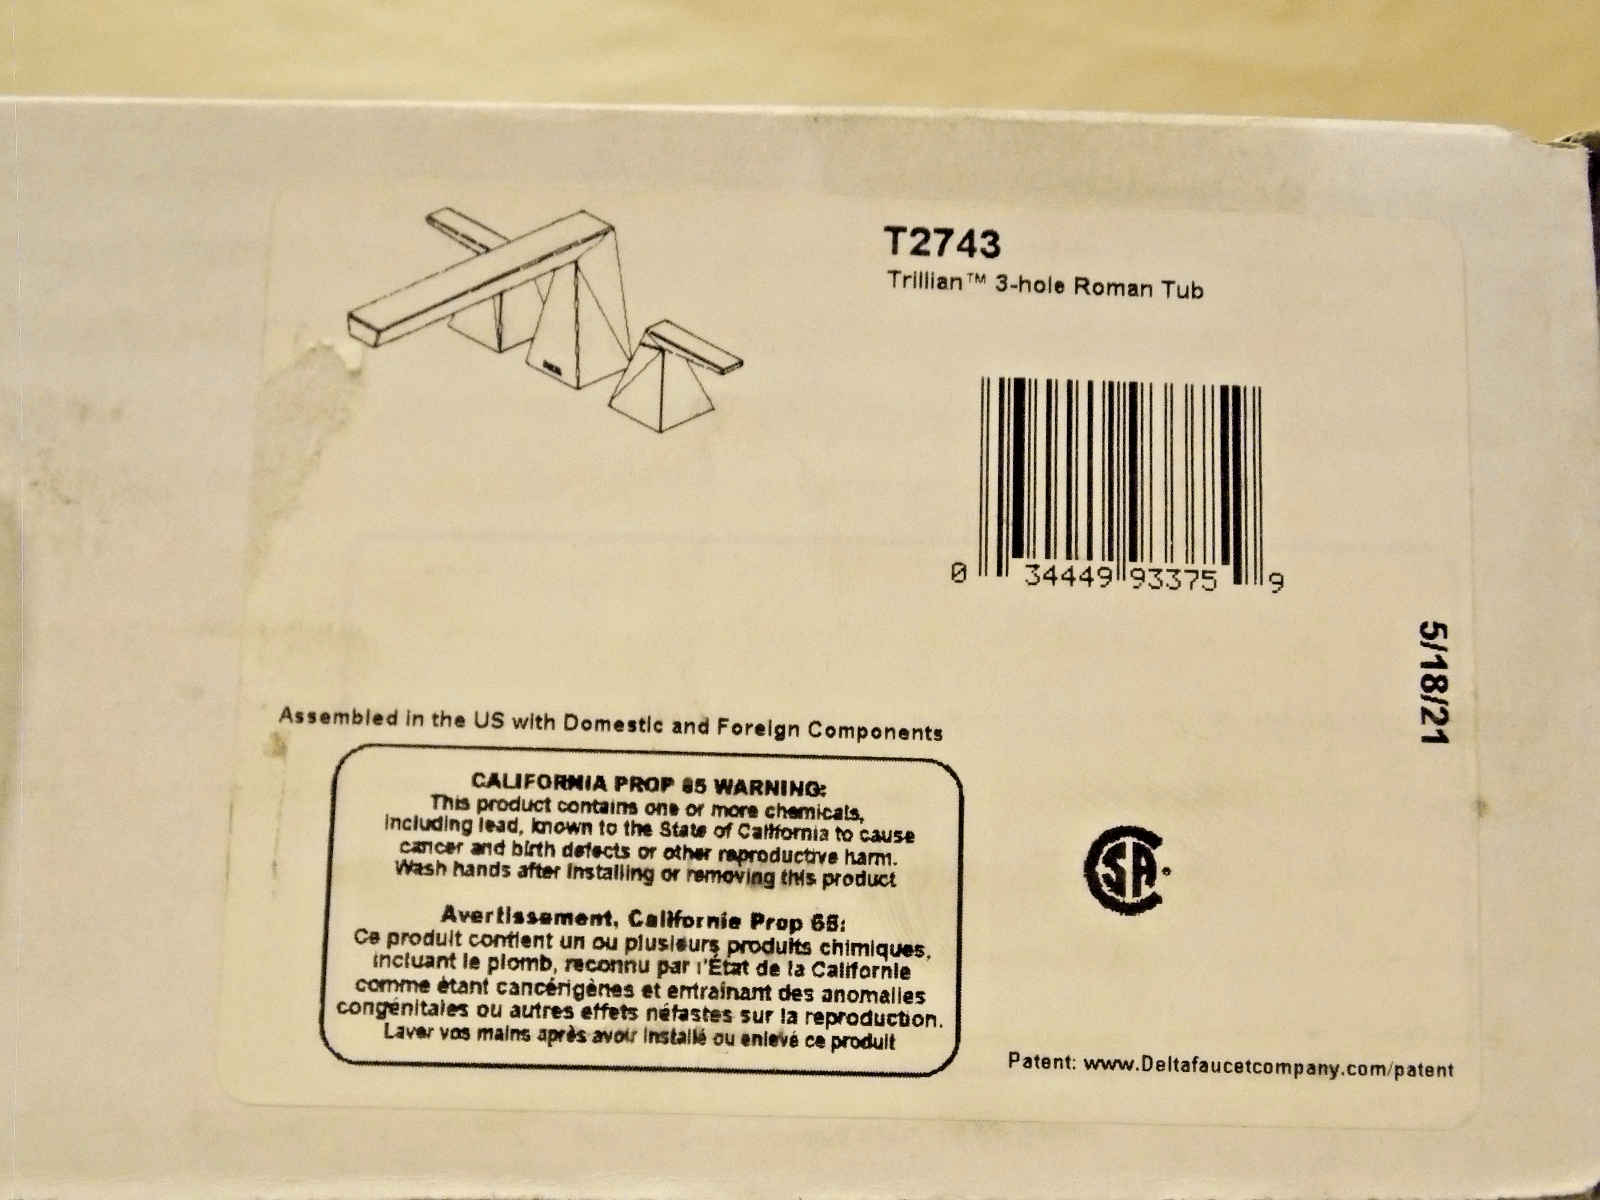 T2743
Trillian™ 3-hole Roman Tub
0 34449 93375 9
5/18/21
Assembled in the US with Domestic and Foreign Components
CALIFORNIA PROP 65 WARNING:
This product contains one or more chemicals,
including lead, known to the State of California to cause
cancer and birth defects or other reproductive harm.
Wash hands after installing or removing this product
Avertissement, Californie Prop 65:
Ce produit contient un ou plusieurs produits chimiques,
incluant le plomb, reconnu par l'État de la Californie
comme étant cancérigènes et entraînant des anomalies
congénitales ou autres effets néfastes sur la reproduction.
Laver vos mains après avoir installé ou enlevé ce produit
CSA
Patent: www.Deltafaucetcompany.com/patent